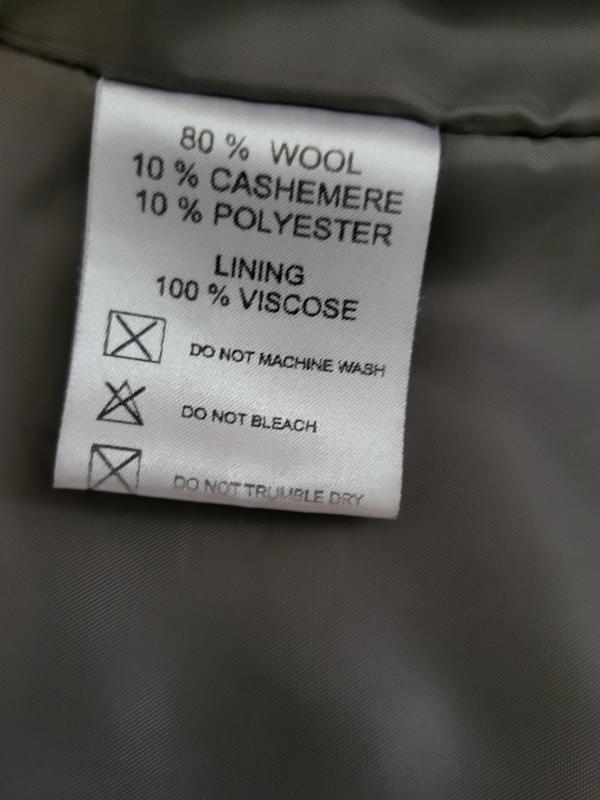 80 % WOOL
10 % CASHEMERE
10 % POLYESTER
LINING
100 % VISCOSE
DO NOT MACHINE WASH
DO NOT BLEACH
DO NOT TRUMBLE DRY